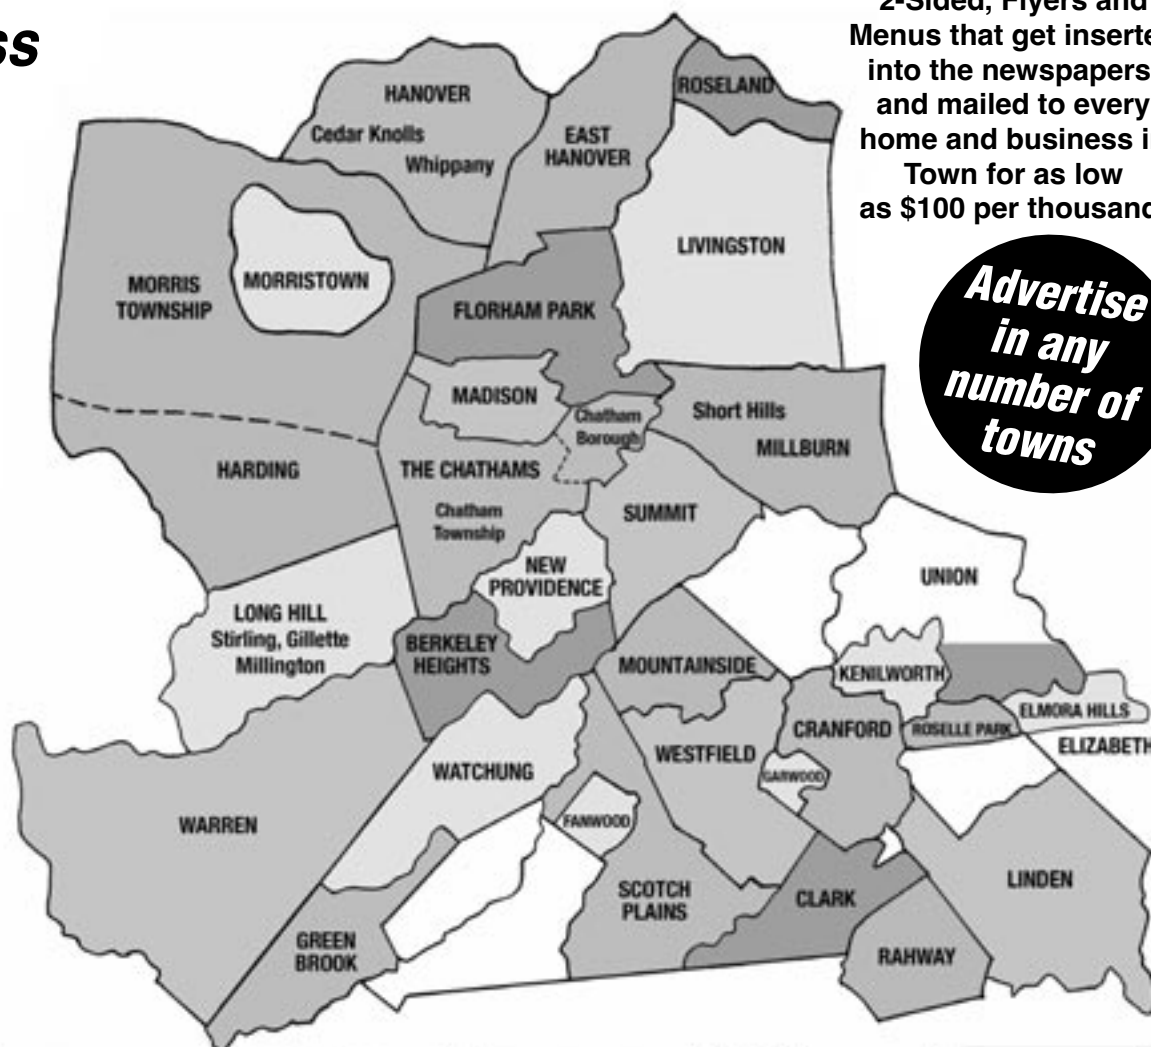 ss
2-Sided, Flyers and
Menus that get inserte
into the newspapers
and mailed to every
home and business i
Town for as low
as $100 per thousand
Advertise
in any
number of
towns
HANOVER
Cedar Knolls
Whippany
EAST
HANOVER
ROSELAND
LIVINGSTON
MORRIS
TOWNSHIP
MORRISTOWN
FLORHAM PARK
MADISON
Chatham
Borough
Short Hills
MILLBURN
HARDING
THE CHATHAMS
Chatham
Township
SUMMIT
NEW
PROVIDENCE
UNION
LONG HILL
Stirling, Gillette
Millington
BERKELEY
HEIGHTS
MOUNTAINSIDE
KENILWORTH
ELMORA HILLS
CRANFORD
ROSELLE PARK
ELIZABETH
WESTFIELD
GARWOOD
WATCHUNG
WARREN
FANWOOD
SCOTCH
PLAINS
CLARK
LINDEN
GREEN
BROOK
RAHWAY